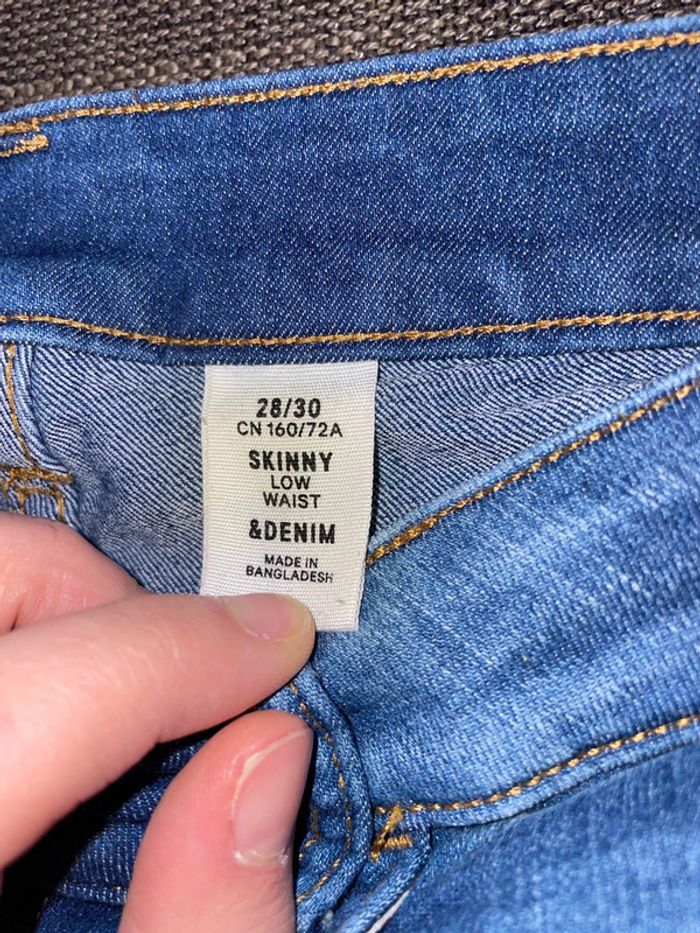 28/30
CN 160/72A
SKINNY
LOW
WAIST
&DENIM
MADE IN
BANGLADESH